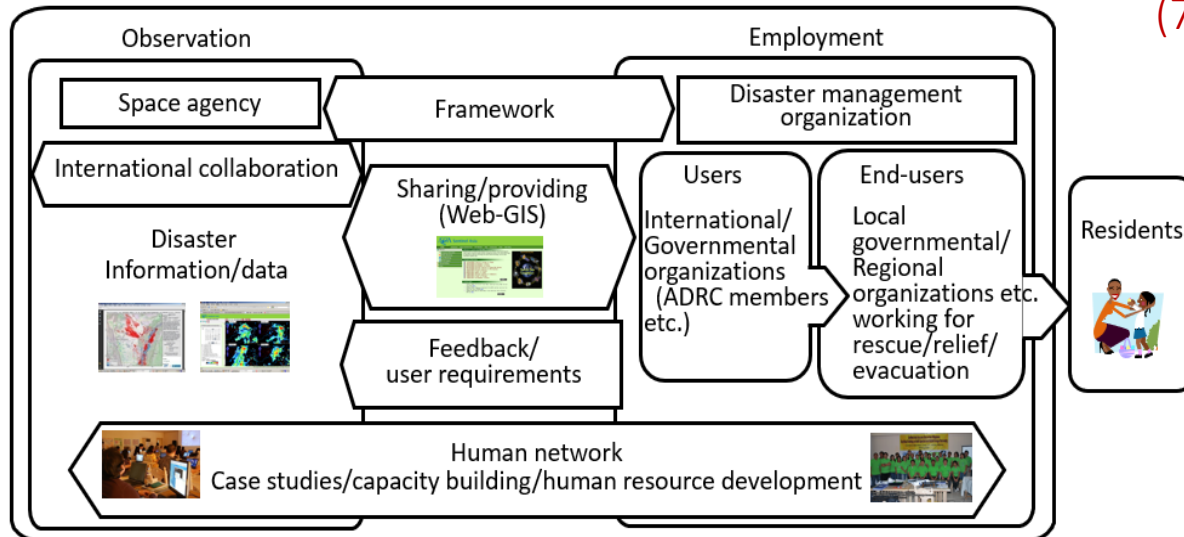 (7
Observation
Employment
Space agency
Framework
Disaster management
organization
International collaboration
Sharing/providing
(Web-GIS)
Disaster
Information/data
Feedback/
user requirements
Users
International/
Governmental
organizations
(ADRC members
etc.)
End-users
Local
governmental/
Regional
organizations etc.
working for
rescue/relief/
evacuation
Residents
Human network
Case studies/capacity building/human resource development